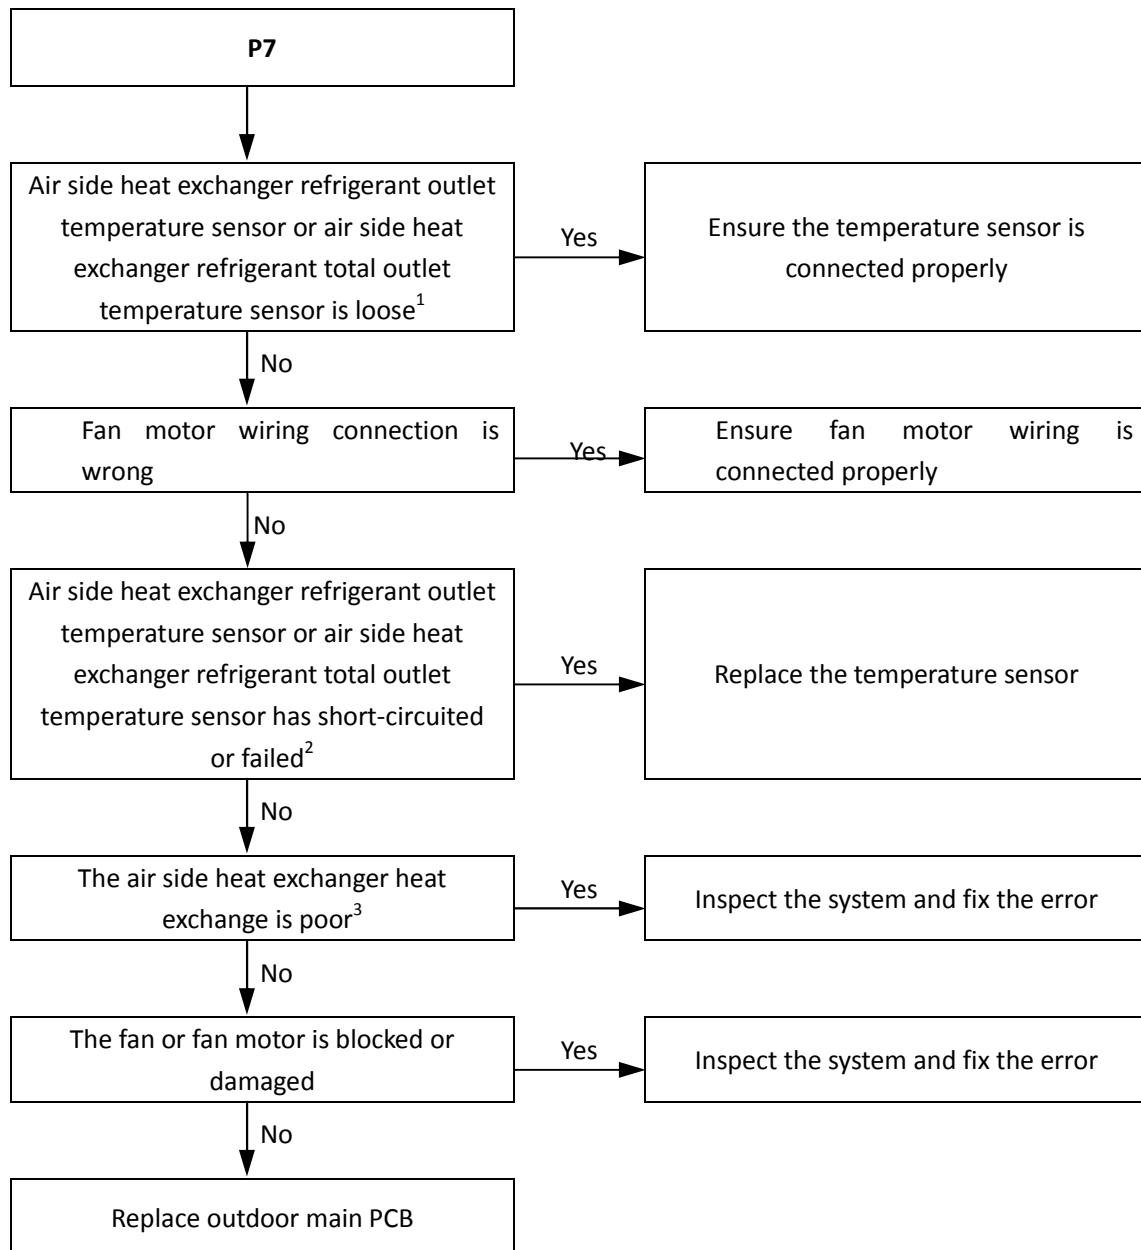 P7
Air side heat exchanger refrigerant outlet
temperature sensor or air side heat
exchanger refrigerant total outlet
temperature sensor is loose1
Yes
Ensure the temperature sensor is
connected properly
No
Fan motor wiring connection is
wrong
Yes
Ensure fan motor wiring is
connected properly
No
Air side heat exchanger refrigerant outlet
temperature sensor or air side heat
exchanger refrigerant total outlet
temperature sensor has short-circuited
or failed2
Yes
Replace the temperature sensor
No
The air side heat exchanger heat
exchange is poor3
Yes
Inspect the system and fix the error
No
The fan or fan motor is blocked or
damaged
Yes
Inspect the system and fix the error
No
Replace outdoor main PCB